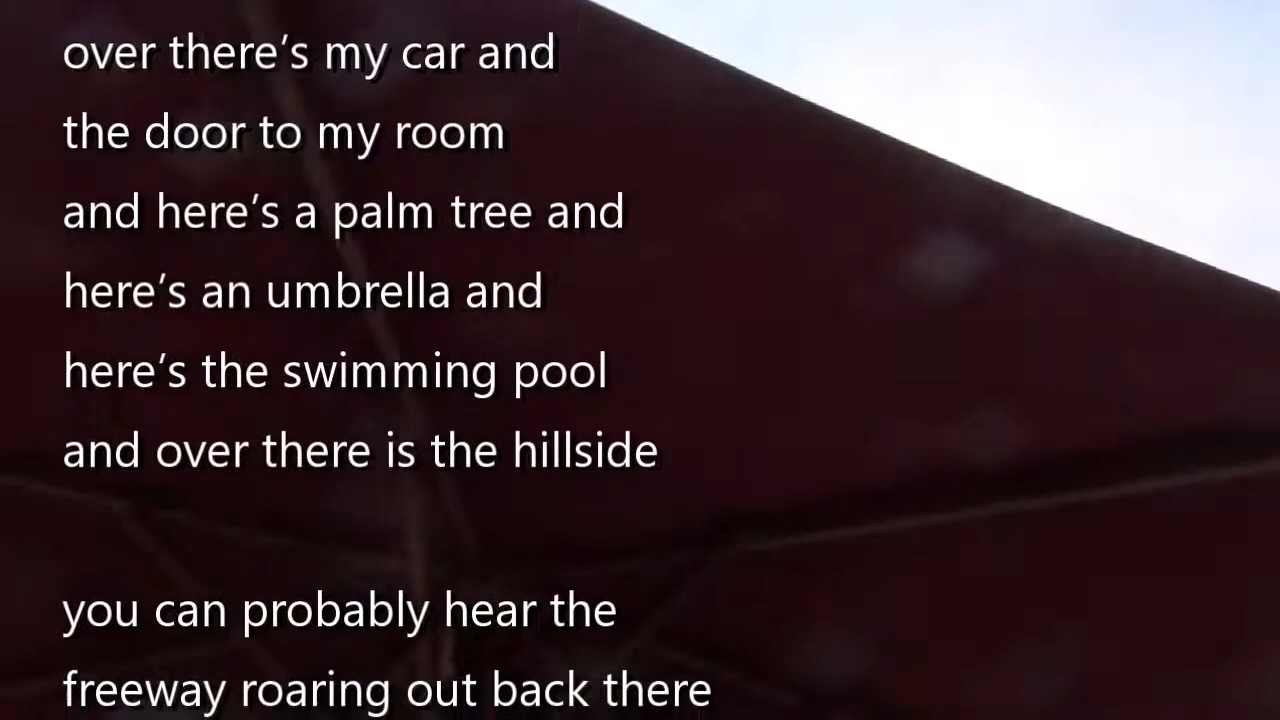 over there’s my car and
the door to my room
and here’s a palm tree and
here’s an umbrella and
here’s the swimming pool
and over there is the hillside
you can probably hear the
freeway roaring out back there